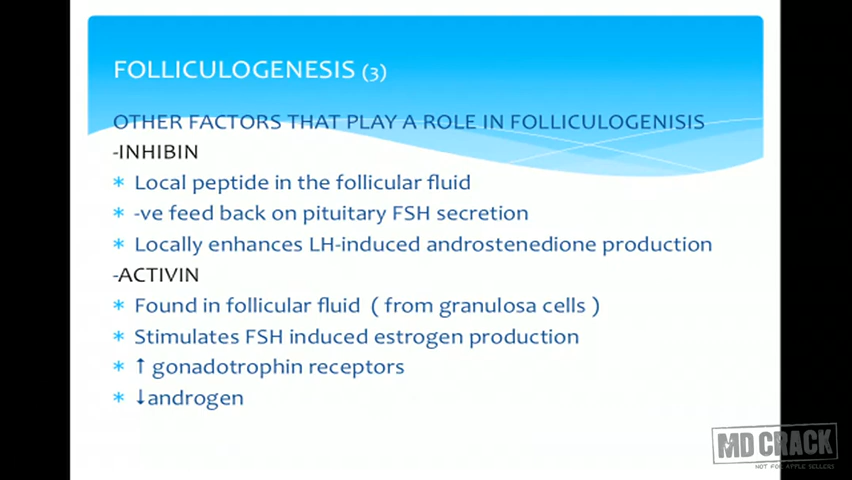 FOLLICULOGENESIS (3)
OTHER FACTORS THAT PLAY A ROLE IN FOLLICULOGENISIS
-INHIBIN
* Local peptide in the follicular fluid
* -ve feed back on pituitary FSH secretion
* Locally enhances LH-induced androstenedione production
-ACTIVIN
* Found in follicular fluid ( from granulosa cells )
* Stimulates FSH induced estrogen production
* ↑ gonadotrophin receptors
* ↓androgen
MD CRACK
NOT FOR APPLE SELLERS